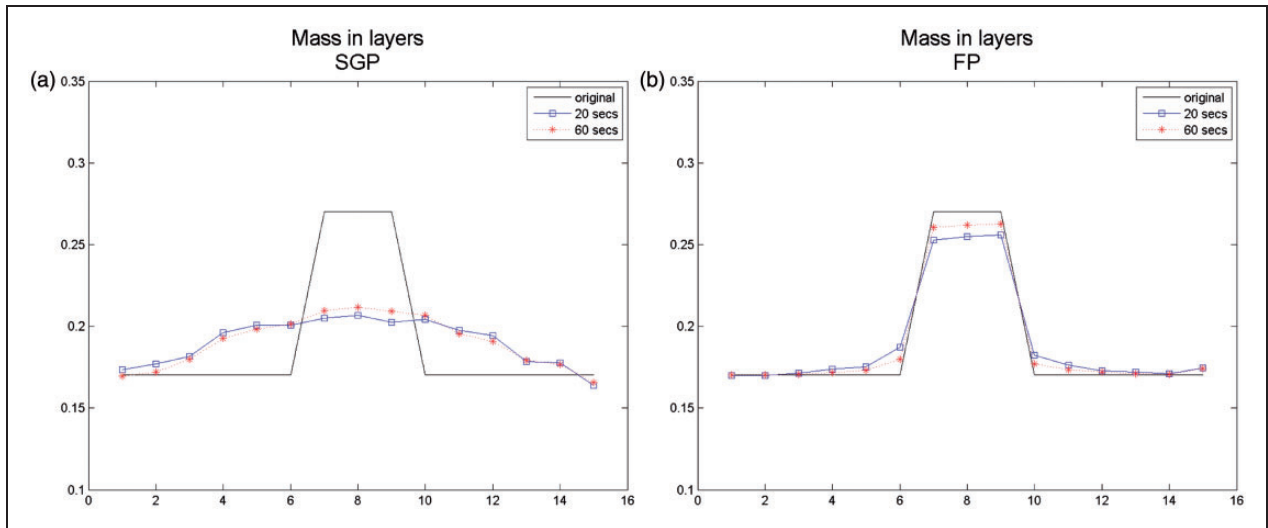 Mass in layers
SGP
(a)
0.35
0.3
0.25
0.2
0.15
0.1
0 2 4 6 8 10 12 14 16
original
20 secs
60 secs
Mass in layers
FP
(b)
0.35
0.3
0.25
0.2
0.15
0.1
0 2 4 6 8 10 12 14 16
original
20 secs
60 secs